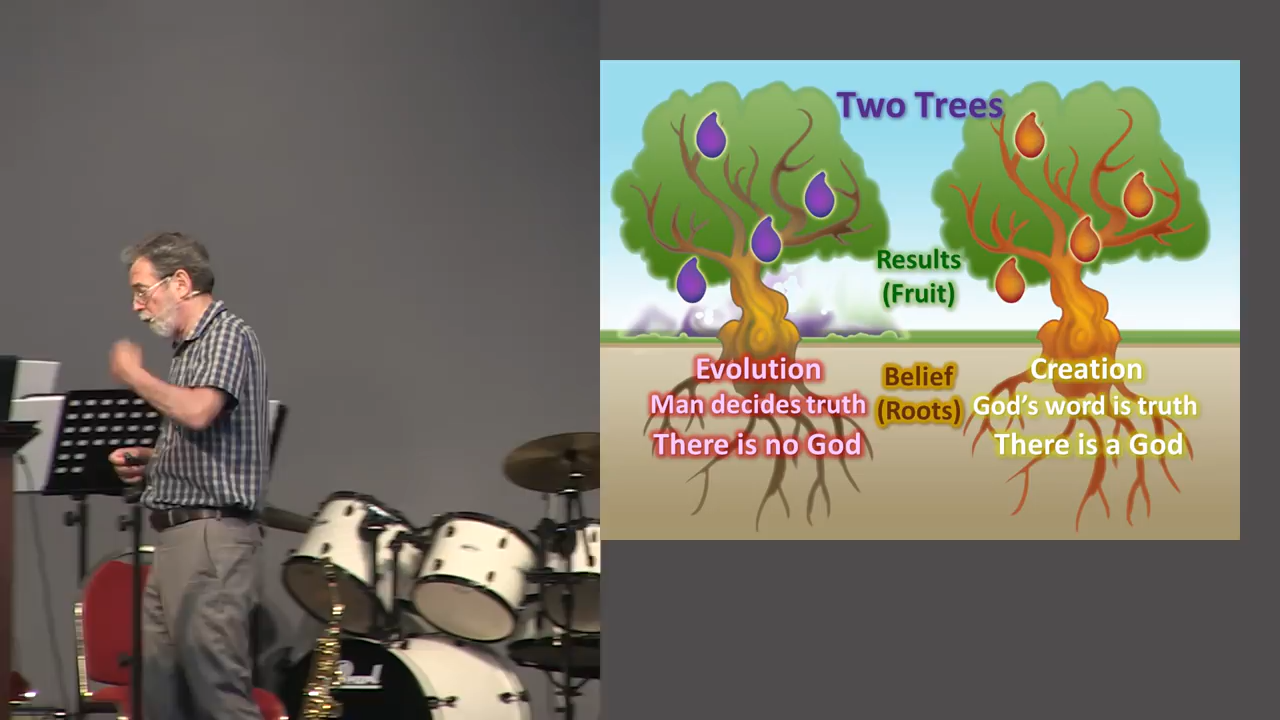 Two Trees
Results
(Fruit)
Evolution
Man decides truth
There is no God
Belief
(Roots)
Creation
God's word is truth
There is a God
Pearl